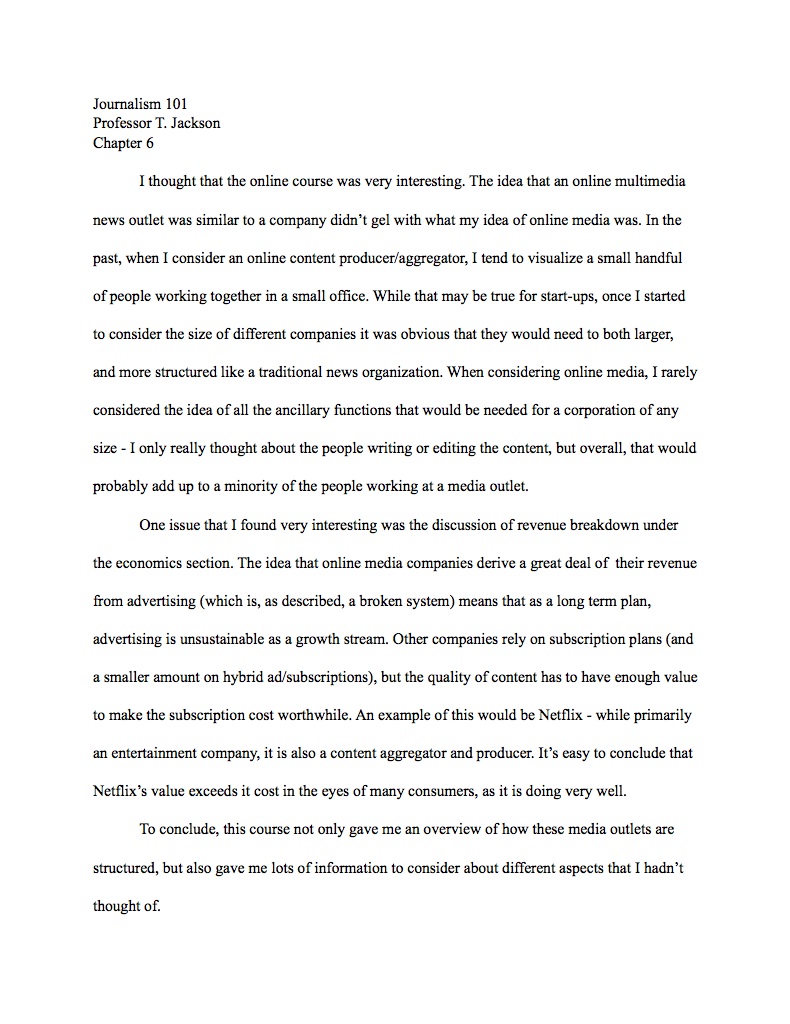 Journalism 101
Professor T. Jackson
Chapter 6
I thought that the online course was very interesting. The idea that an online multimedia
news outlet was similar to a company didn’t gel with what my idea of online media was. In the
past, when I consider an online content producer/aggregator, I tend to visualize a small handful
of people working together in a small office. While that may be true for start-ups, once I started
to consider the size of different companies it was obvious that they would need to both larger,
and more structured like a traditional news organization. When considering online media, I rarely
considered the idea of all the ancillary functions that would be needed for a corporation of any
size - I only really thought about the people writing or editing the content, but overall, that would
probably add up to a minority of the people working at a media outlet.
One issue that I found very interesting was the discussion of revenue breakdown under
the economics section. The idea that online media companies derive a great deal of their revenue
from advertising (which is, as described, a broken system) means that as a long term plan,
advertising is unsustainable as a growth stream. Other companies rely on subscription plans (and
a smaller amount on hybrid ad/subscriptions), but the quality of content has to have enough value
to make the subscription cost worthwhile. An example of this would be Netflix - while primarily
an entertainment company, it is also a content aggregator and producer. It’s easy to conclude that
Netflix’s value exceeds it cost in the eyes of many consumers, as it is doing very well.
To conclude, this course not only gave me an overview of how these media outlets are
structured, but also gave me lots of information to consider about different aspects that I hadn’t
thought of.